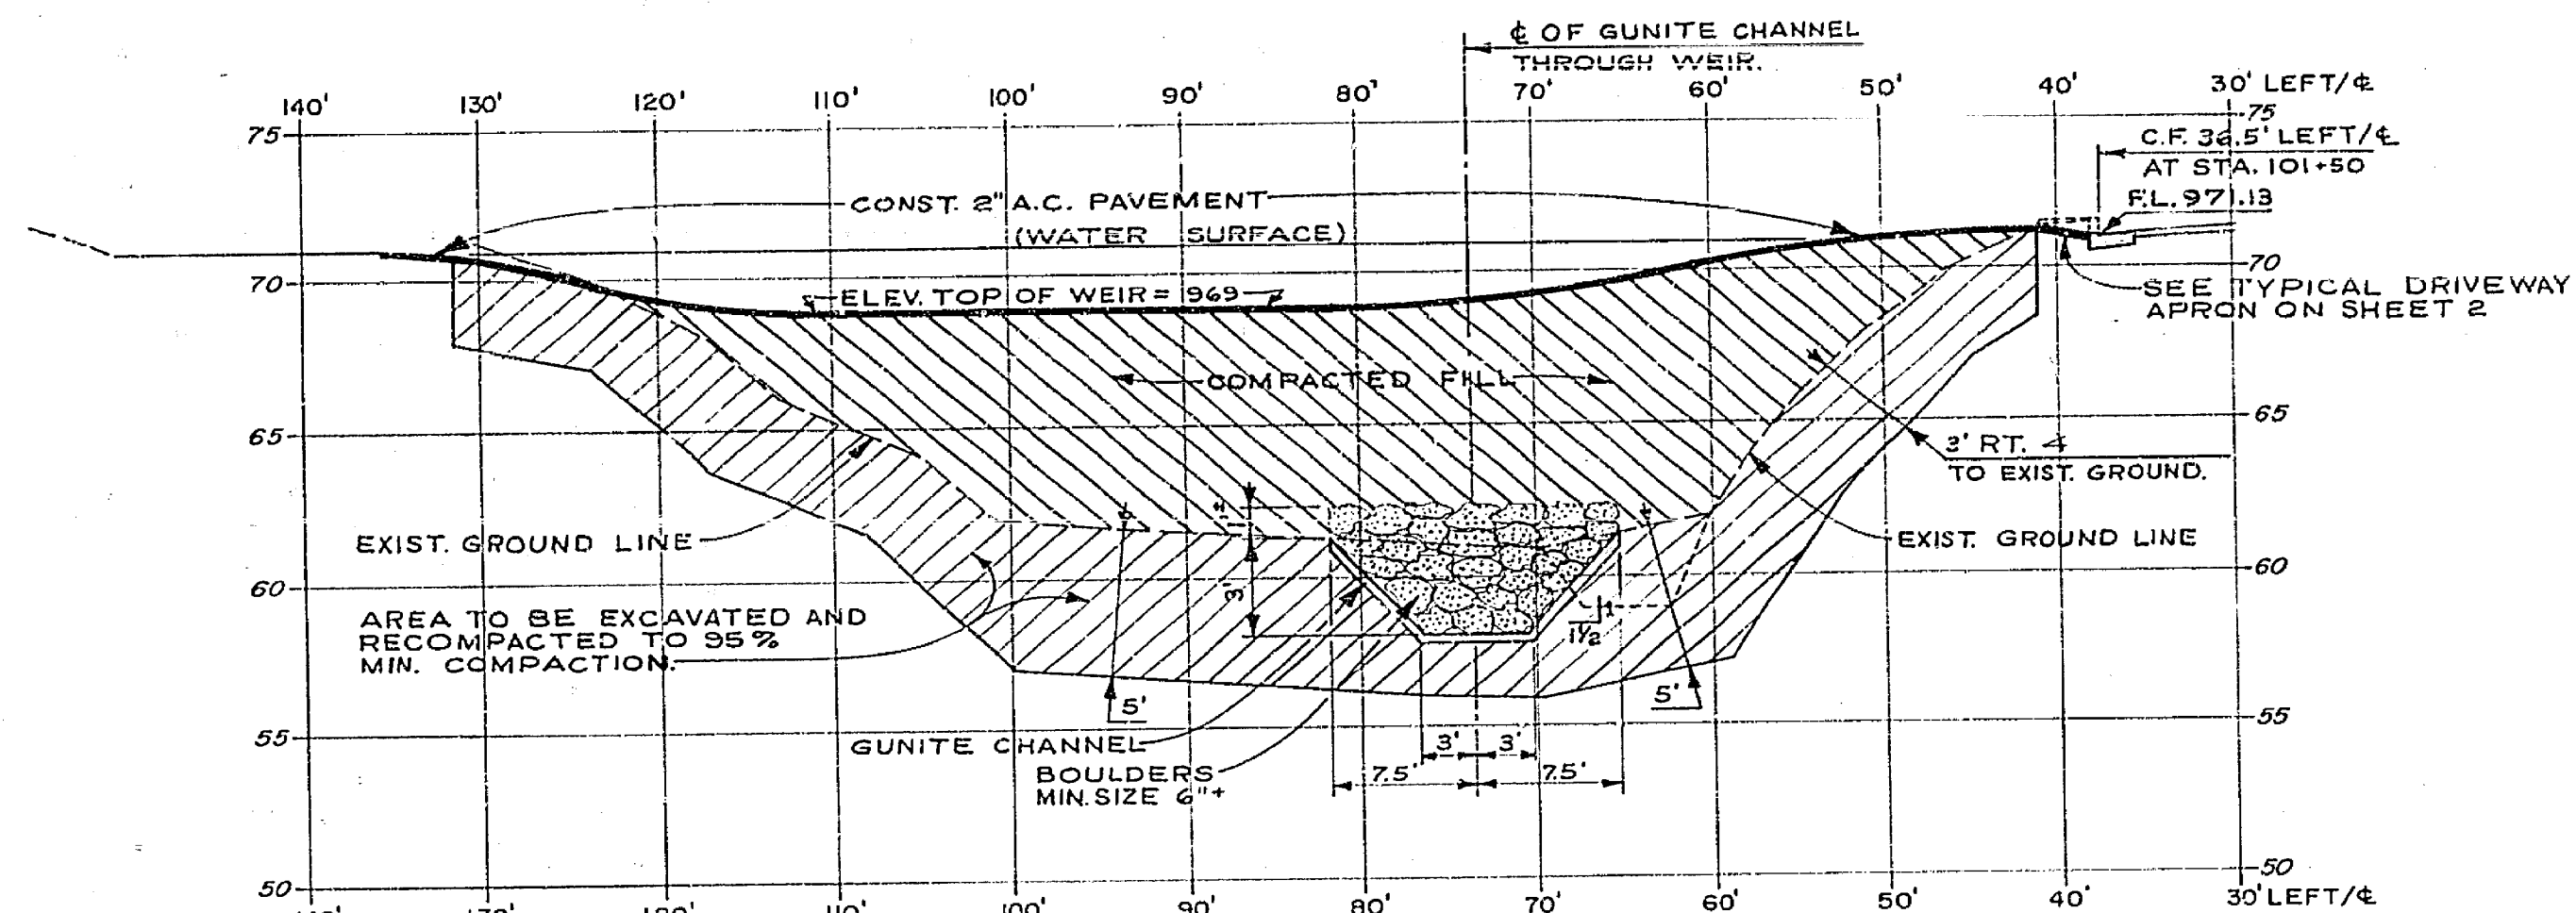 ℄ OF GUNITE CHANNEL
THROUGH WEIR.
140' 130' 120' 110' 100' 90' 80' 70' 60' 50' 40' 30' LEFT/℄
75 75
C.F. 36.5' LEFT/℄
AT STA. 101+50
F.L. 971.13
CONST. 2" A.C. PAVEMENT
(WATER SURFACE)
70 70
ELEV. TOP OF WEIR = 969
SEE TYPICAL DRIVEWAY
APRON ON SHEET 2
COMPACTED FILL
65 65
3' RT. ∠
TO EXIST. GROUND.
1'±
EXIST. GROUND LINE
EXIST. GROUND LINE
3'
60 60
AREA TO BE EXCAVATED AND
RECOMPACTED TO 95%
MIN. COMPACTION.
1
1½
5'
5'
55 55
GUNITE CHANNEL
3' 3'
BOULDERS
MIN. SIZE 6"+
7.5' 7.5'
50 50
130' 120' 110' 100' 90' 80' 70' 60' 50' 40' 30' LEFT/℄